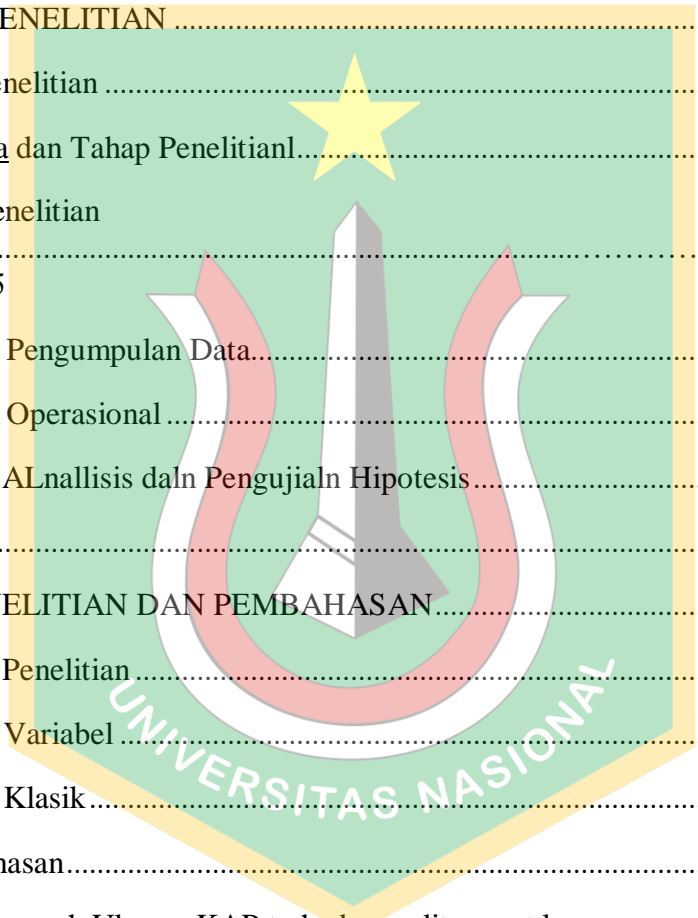 ENELITIAN ..........................................................
enelitian ..........................................................
a dan Tahap Penelitianl..................................................
enelitian
..........................................................
5
Pengumpulan Data..................................................
Operasional ..................................................
ALnallisis daln Pengujialn Hipotesis..............................
..........................................................
ELITIAN DAN PEMBAHASAN..............................
Penelitian..................................................
Variabel ..................................................
Klasik..................................................
UNIVERSITAS NASIONAL
hasan..................................................
KAP